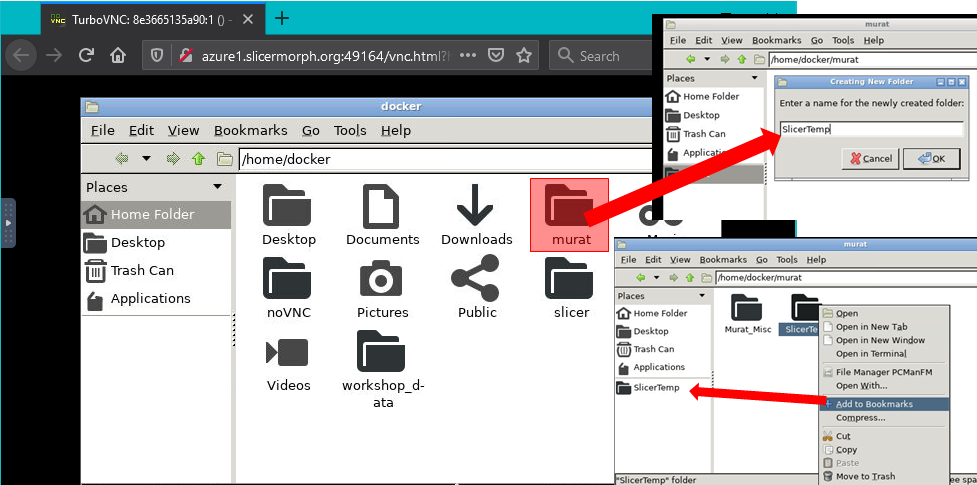 TurboVNC: 8e3665135a90:1 () -
azure1.slicermorph.org:49164/vnc.html?
Search
docker
File Edit View Bookmarks Go Tools Help
/home/docker
Places
Home Folder
Desktop
Trash Can
Applications
Desktop
Documents
Downloads
murat
noVNC
Pictures
Public
slicer
Videos
workshop_d-
ata
murat
File Edit View Bookmarks Go Tools Help
/home/docker/murat
Places
Home Folder
Desktop
Trash Can
Creating New Folder
Enter a name for the newly created folder:
SlicerTemp
Cancel
OK
murat
File Edit View Bookmarks Go Tools Help
/home/docker/murat
Places
Home Folder
Desktop
Trash Can
Applications
SlicerTemp
Murat_Misc
Open
Open in New Tab
Open in New Window
Open in Terminal
File Manager PCManFM
Open With...
Add to Bookmarks
Compress...
Cut
Copy
Paste
Move to Trash
"SlicerTemp" folder